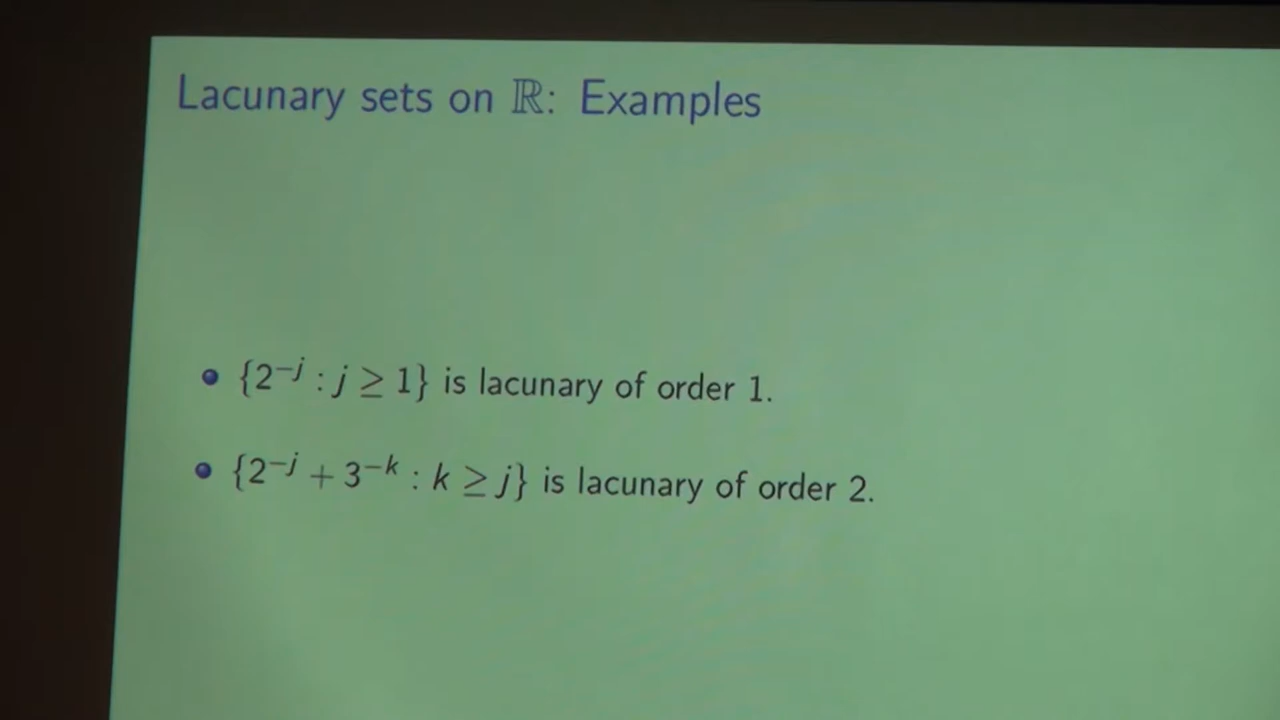 Lacunary sets on ℝ: Examples
• {2⁻ʲ : j ≥ 1} is lacunary of order 1.
• {2⁻ʲ + 3⁻ᵏ : k ≥ j} is lacunary of order 2.